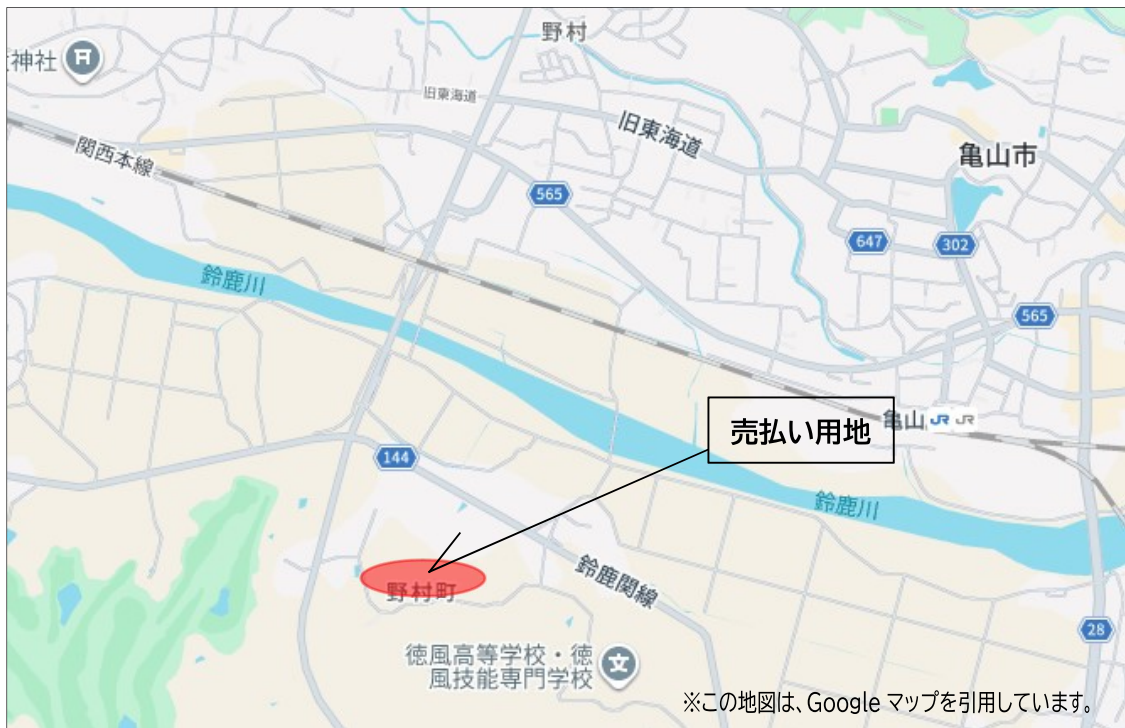 野村
神社
旧東海道
旧東海道
関西本線
亀山市
565
647
302
鈴鹿川
565
売払い用地
亀山
JR JR
144
鈴鹿川
鈴鹿関線
野村町
28
徳風高等学校・徳
風技能専門学校
文
※この地図は、Google マップを引用しています。